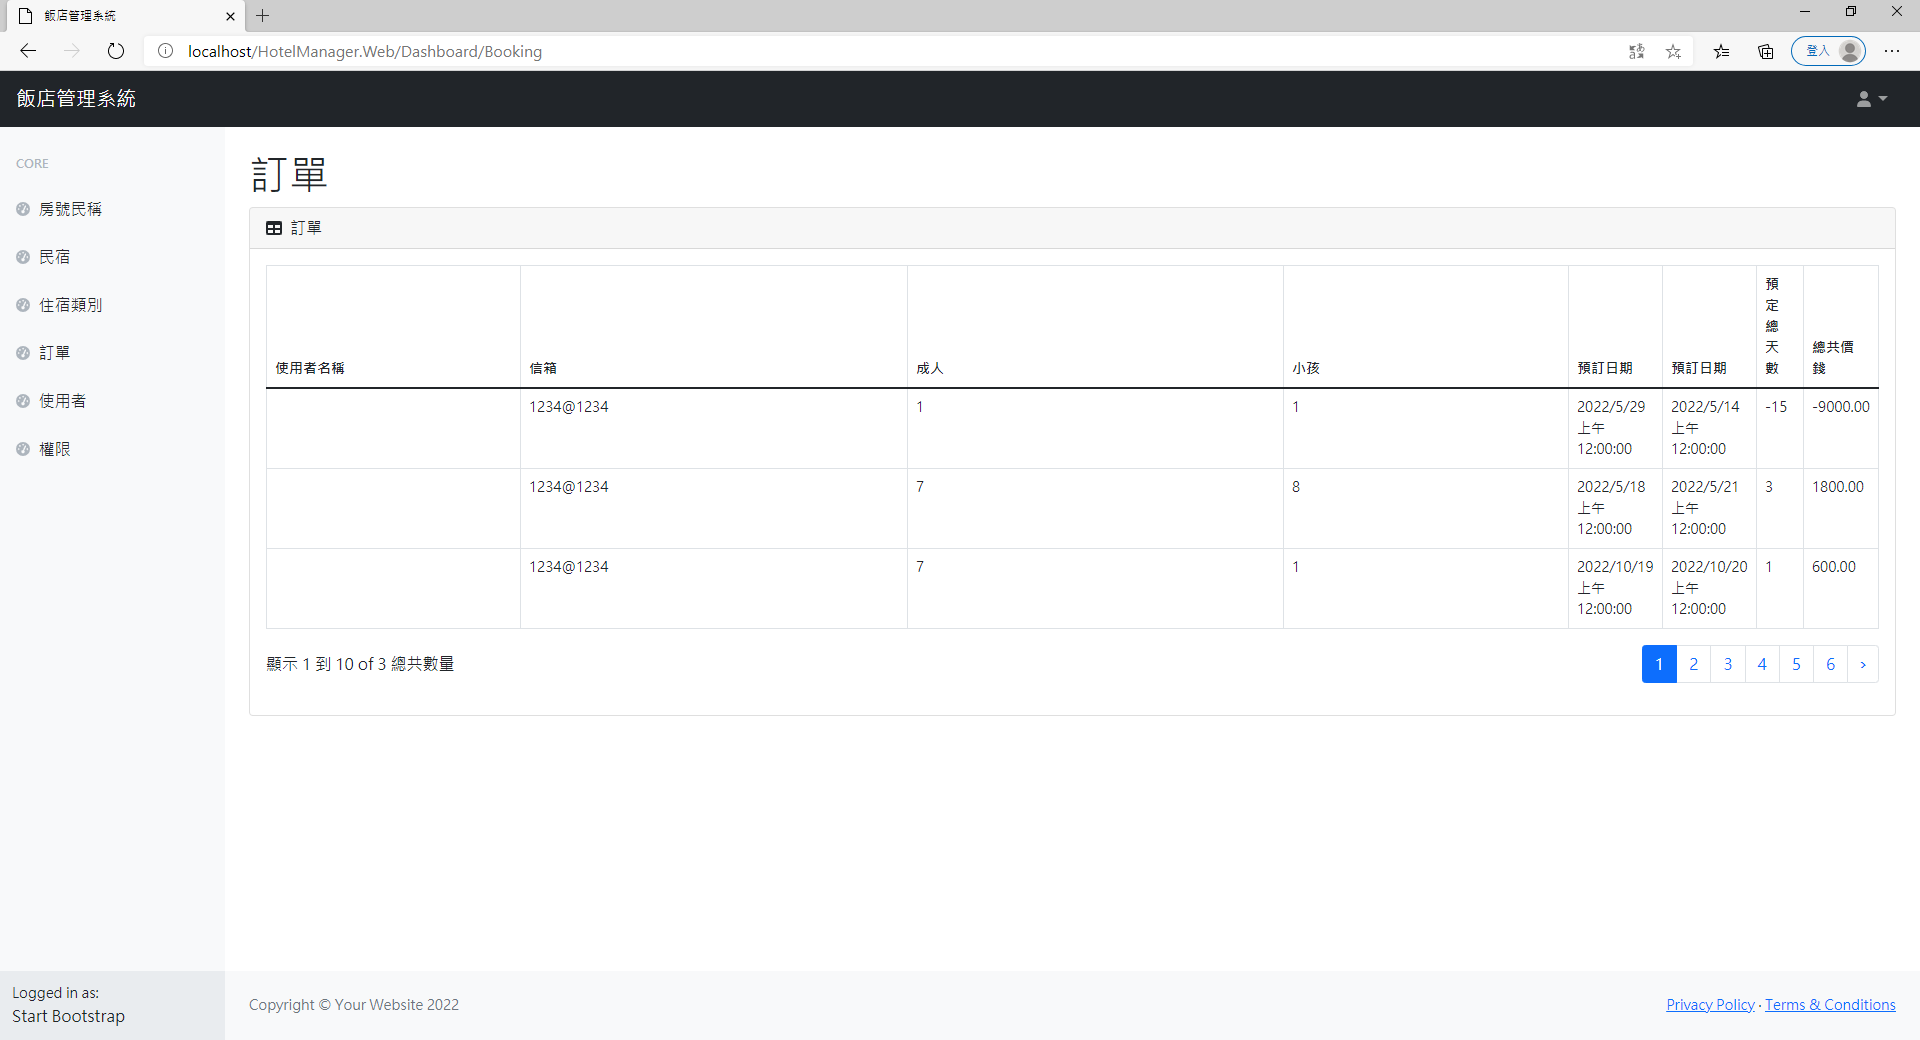 飯店管理系統
localhost/HotelManager.Web/Dashboard/Booking
登入
飯店管理系統
CORE
房號民稱
民宿
住宿類別
訂單
使用者
權限
訂單
訂單
使用者名稱 信箱 成人 小孩 預訂日期 預訂日期 預定總天數 總共價錢
1234@1234 1 1 2022/5/29 上午 12:00:00 2022/5/14 上午 12:00:00 -15 -9000.00
1234@1234 7 8 2022/5/18 上午 12:00:00 2022/5/21 上午 12:00:00 3 1800.00
1234@1234 7 1 2022/10/19 上午 12:00:00 2022/10/20 上午 12:00:00 1 600.00
顯示 1 到 10 of 3 總共數量
1 2 3 4 5 6 ›
Logged in as:
Start Bootstrap
Copyright © Your Website 2022
Privacy Policy · Terms & Conditions